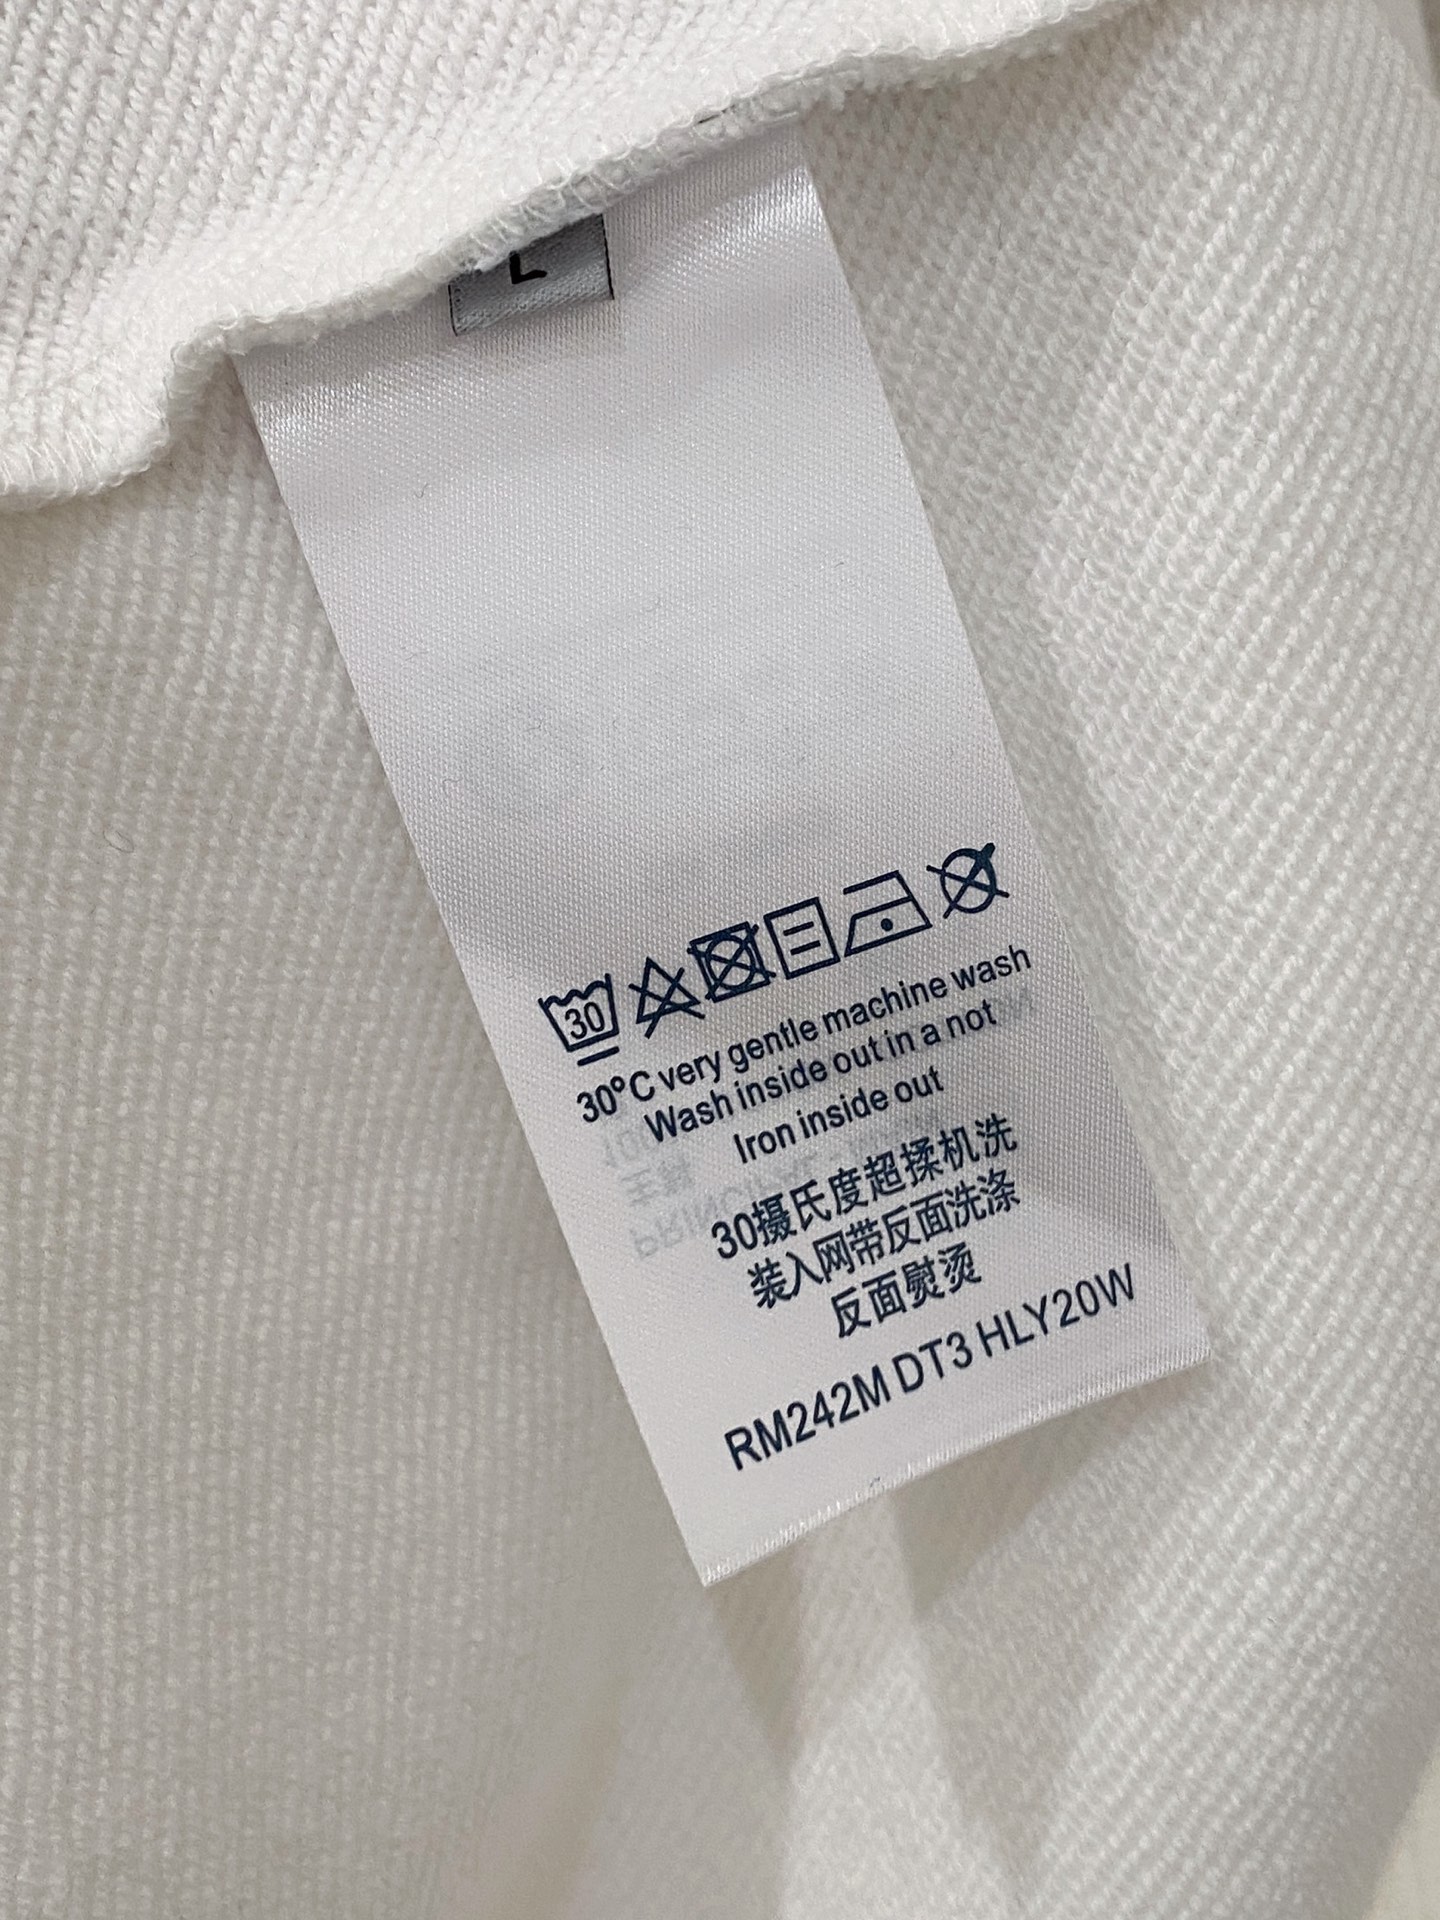 L
30
30°C very gentle machine wash
Wash inside out in a not
Iron inside out
30摄氏度超揉机洗
装入网带反面洗涤
反面熨烫
RM242M DT3 HLY20W